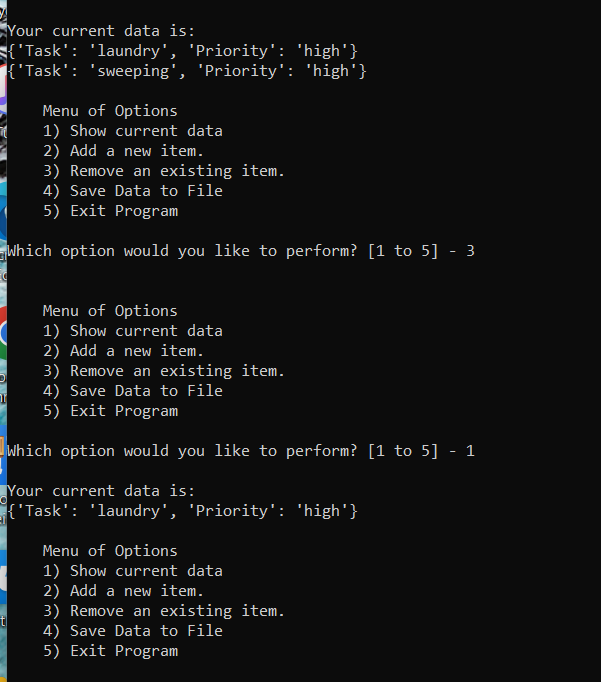 Your current data is:
{'Task': 'laundry', 'Priority': 'high'}
{'Task': 'sweeping', 'Priority': 'high'}
Menu of Options
1) Show current data
2) Add a new item.
3) Remove an existing item.
4) Save Data to File
5) Exit Program
Which option would you like to perform? [1 to 5] - 3
Menu of Options
1) Show current data
2) Add a new item.
3) Remove an existing item.
4) Save Data to File
5) Exit Program
Which option would you like to perform? [1 to 5] - 1
Your current data is:
{'Task': 'laundry', 'Priority': 'high'}
Menu of Options
1) Show current data
2) Add a new item.
3) Remove an existing item.
4) Save Data to File
5) Exit Program